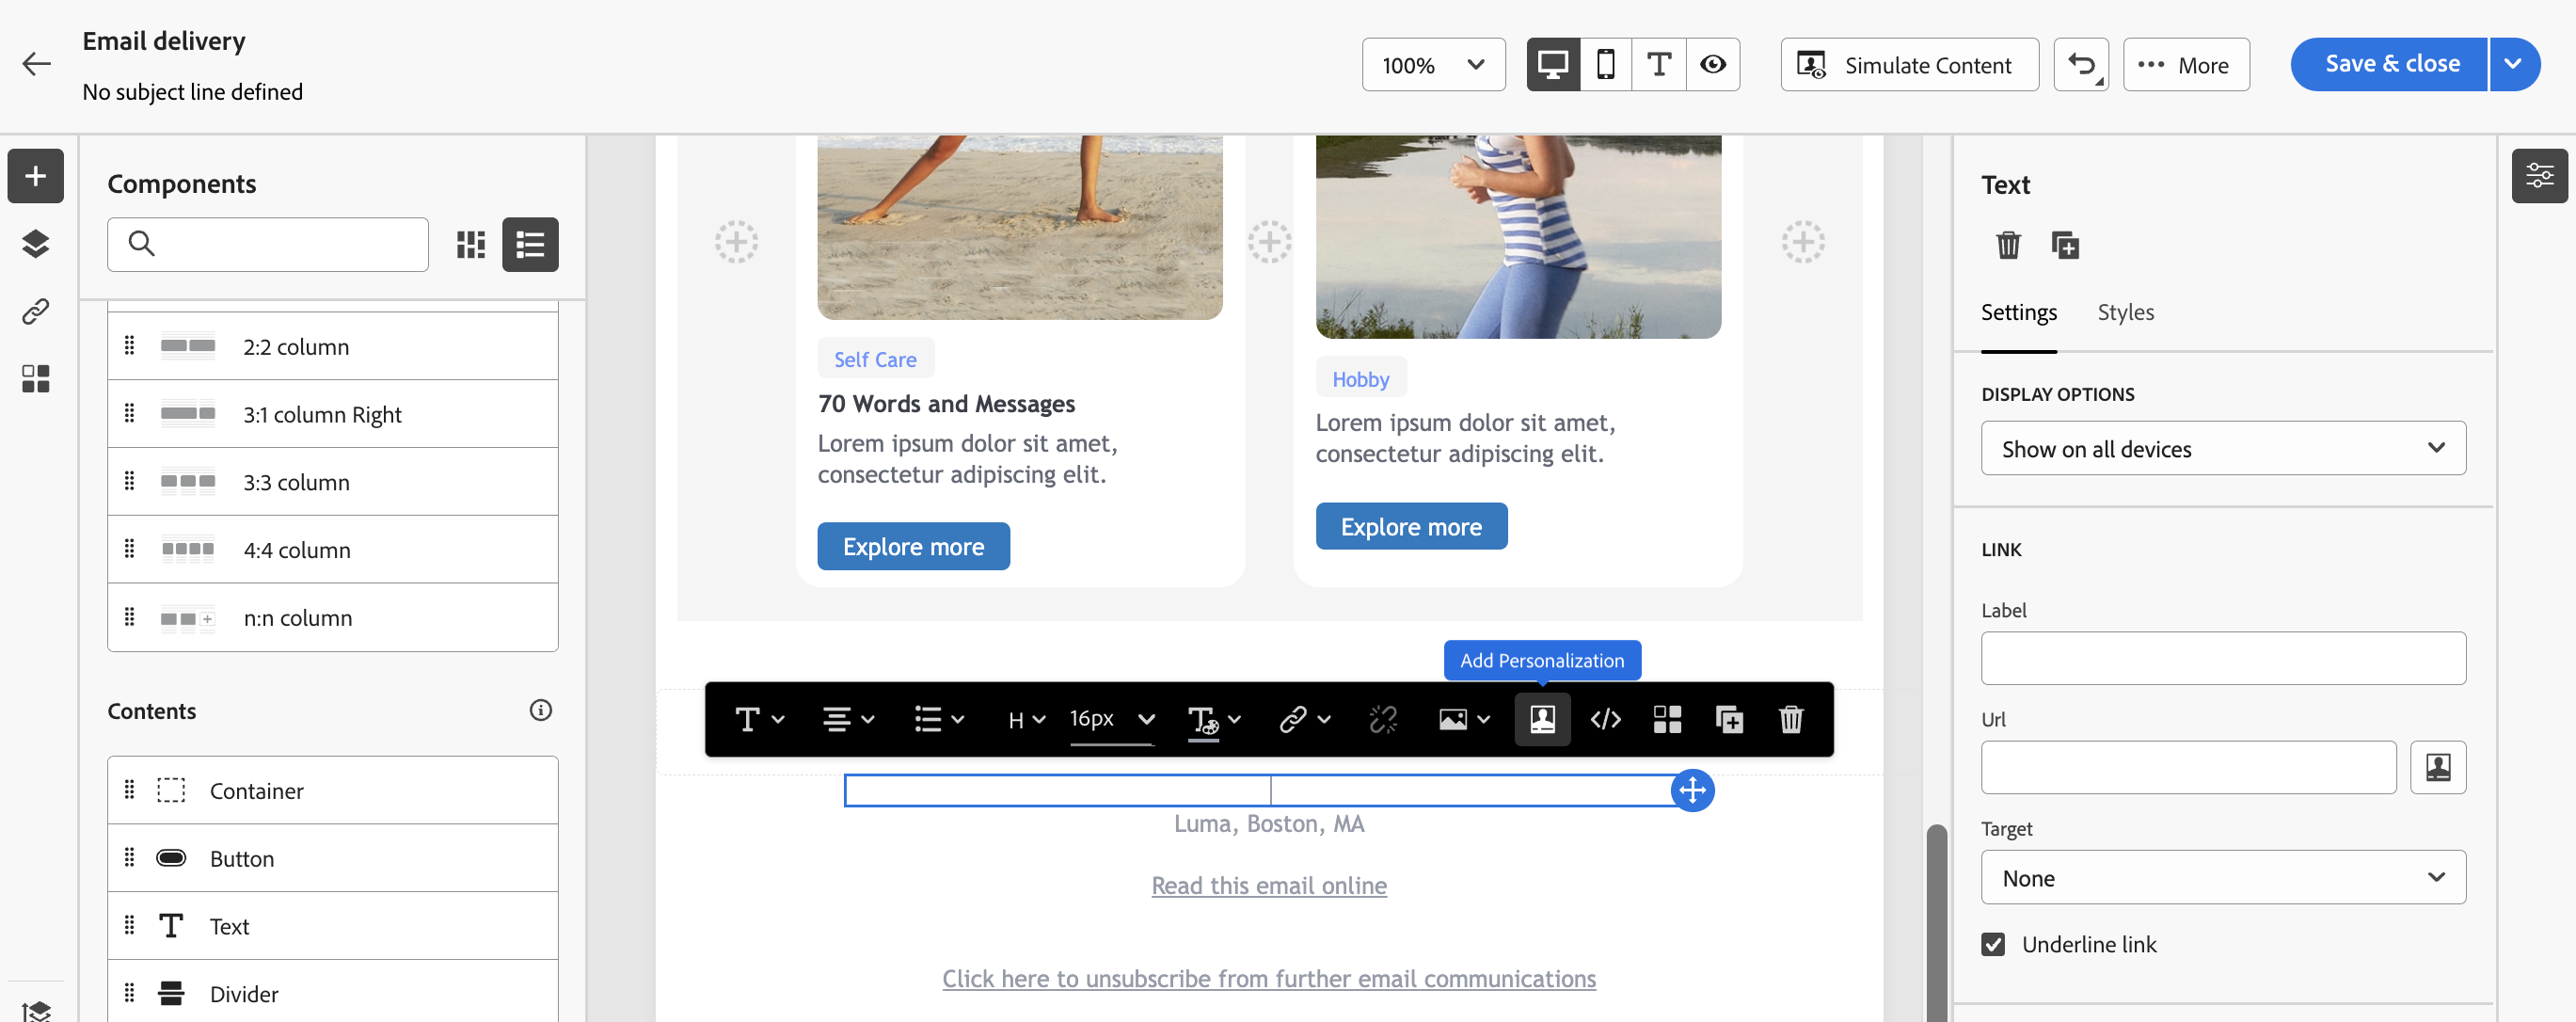 Email delivery
No subject line defined
100%
Simulate Content
More
Save & close
Components
2:2 column
3:1 column Right
3:3 column
4:4 column
n:n column
Contents
Container
Button
Text
Divider
Self Care
70 Words and Messages
Lorem ipsum dolor sit amet,
consectetur adipiscing elit.
Explore more
Hobby
Lorem ipsum dolor sit amet,
consectetur adipiscing elit.
Explore more
Add Personalization
H
16px
Luma, Boston, MA
Read this email online
Click here to unsubscribe from further email communications
Text
Settings
Styles
DISPLAY OPTIONS
Show on all devices
LINK
Label
Url
Target
None
Underline link